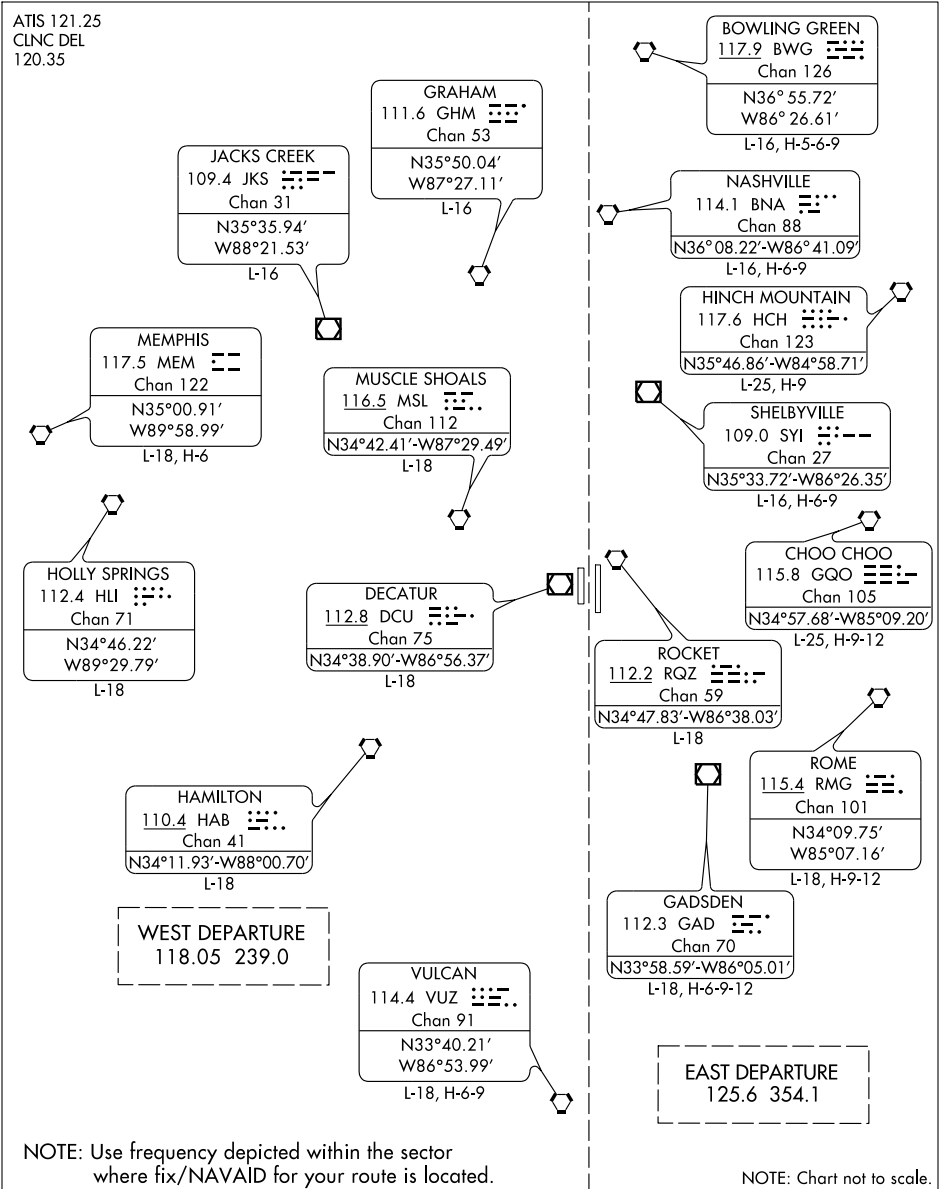 ATIS 121.25
CLNC DEL
120.35
BOWLING GREEN
117.9 BWG
Chan 126
N36°55.72′
W86°26.61′
L-16, H-5-6-9
GRAHAM
111.6 GHM
Chan 53
N35°50.04′
W87°27.11′
L-16
JACKS CREEK
109.4 JKS
Chan 31
N35°35.94′
W88°21.53′
L-16
NASHVILLE
114.1 BNA
Chan 88
N36°08.22′-W86°41.09′
L-16, H-6-9
HINCH MOUNTAIN
117.6 HCH
Chan 123
N35°46.86′-W84°58.71′
L-25, H-9
MEMPHIS
117.5 MEM
Chan 122
N35°00.91′
W89°58.99′
L-18, H-6
MUSCLE SHOALS
116.5 MSL
Chan 112
N34°42.41′-W87°29.49′
L-18
SHELBYVILLE
109.0 SYI
Chan 27
N35°33.72′-W86°26.35′
L-16, H-6-9
HOLLY SPRINGS
112.4 HLI
Chan 71
N34°46.22′
W89°29.79′
L-18
DECATUR
112.8 DCU
Chan 75
N34°38.90′-W86°56.37′
L-18
CHOO CHOO
115.8 GQO
Chan 105
N34°57.68′-W85°09.20′
L-25, H-9-12
ROCKET
112.2 RQZ
Chan 59
N34°47.83′-W86°38.03′
L-18
ROME
115.4 RMG
Chan 101
N34°09.75′
W85°07.16′
L-18, H-9-12
HAMILTON
110.4 HAB
Chan 41
N34°11.93′-W88°00.70′
L-18
GADSDEN
112.3 GAD
Chan 70
N33°58.59′-W86°05.01′
L-18, H-6-9-12
WEST DEPARTURE
118.05 239.0
VULCAN
114.4 VUZ
Chan 91
N33°40.21′
W86°53.99′
L-18, H-6-9
EAST DEPARTURE
125.6 354.1
NOTE: Use frequency depicted within the sector
where fix/NAVAID for your route is located.
NOTE: Chart not to scale.